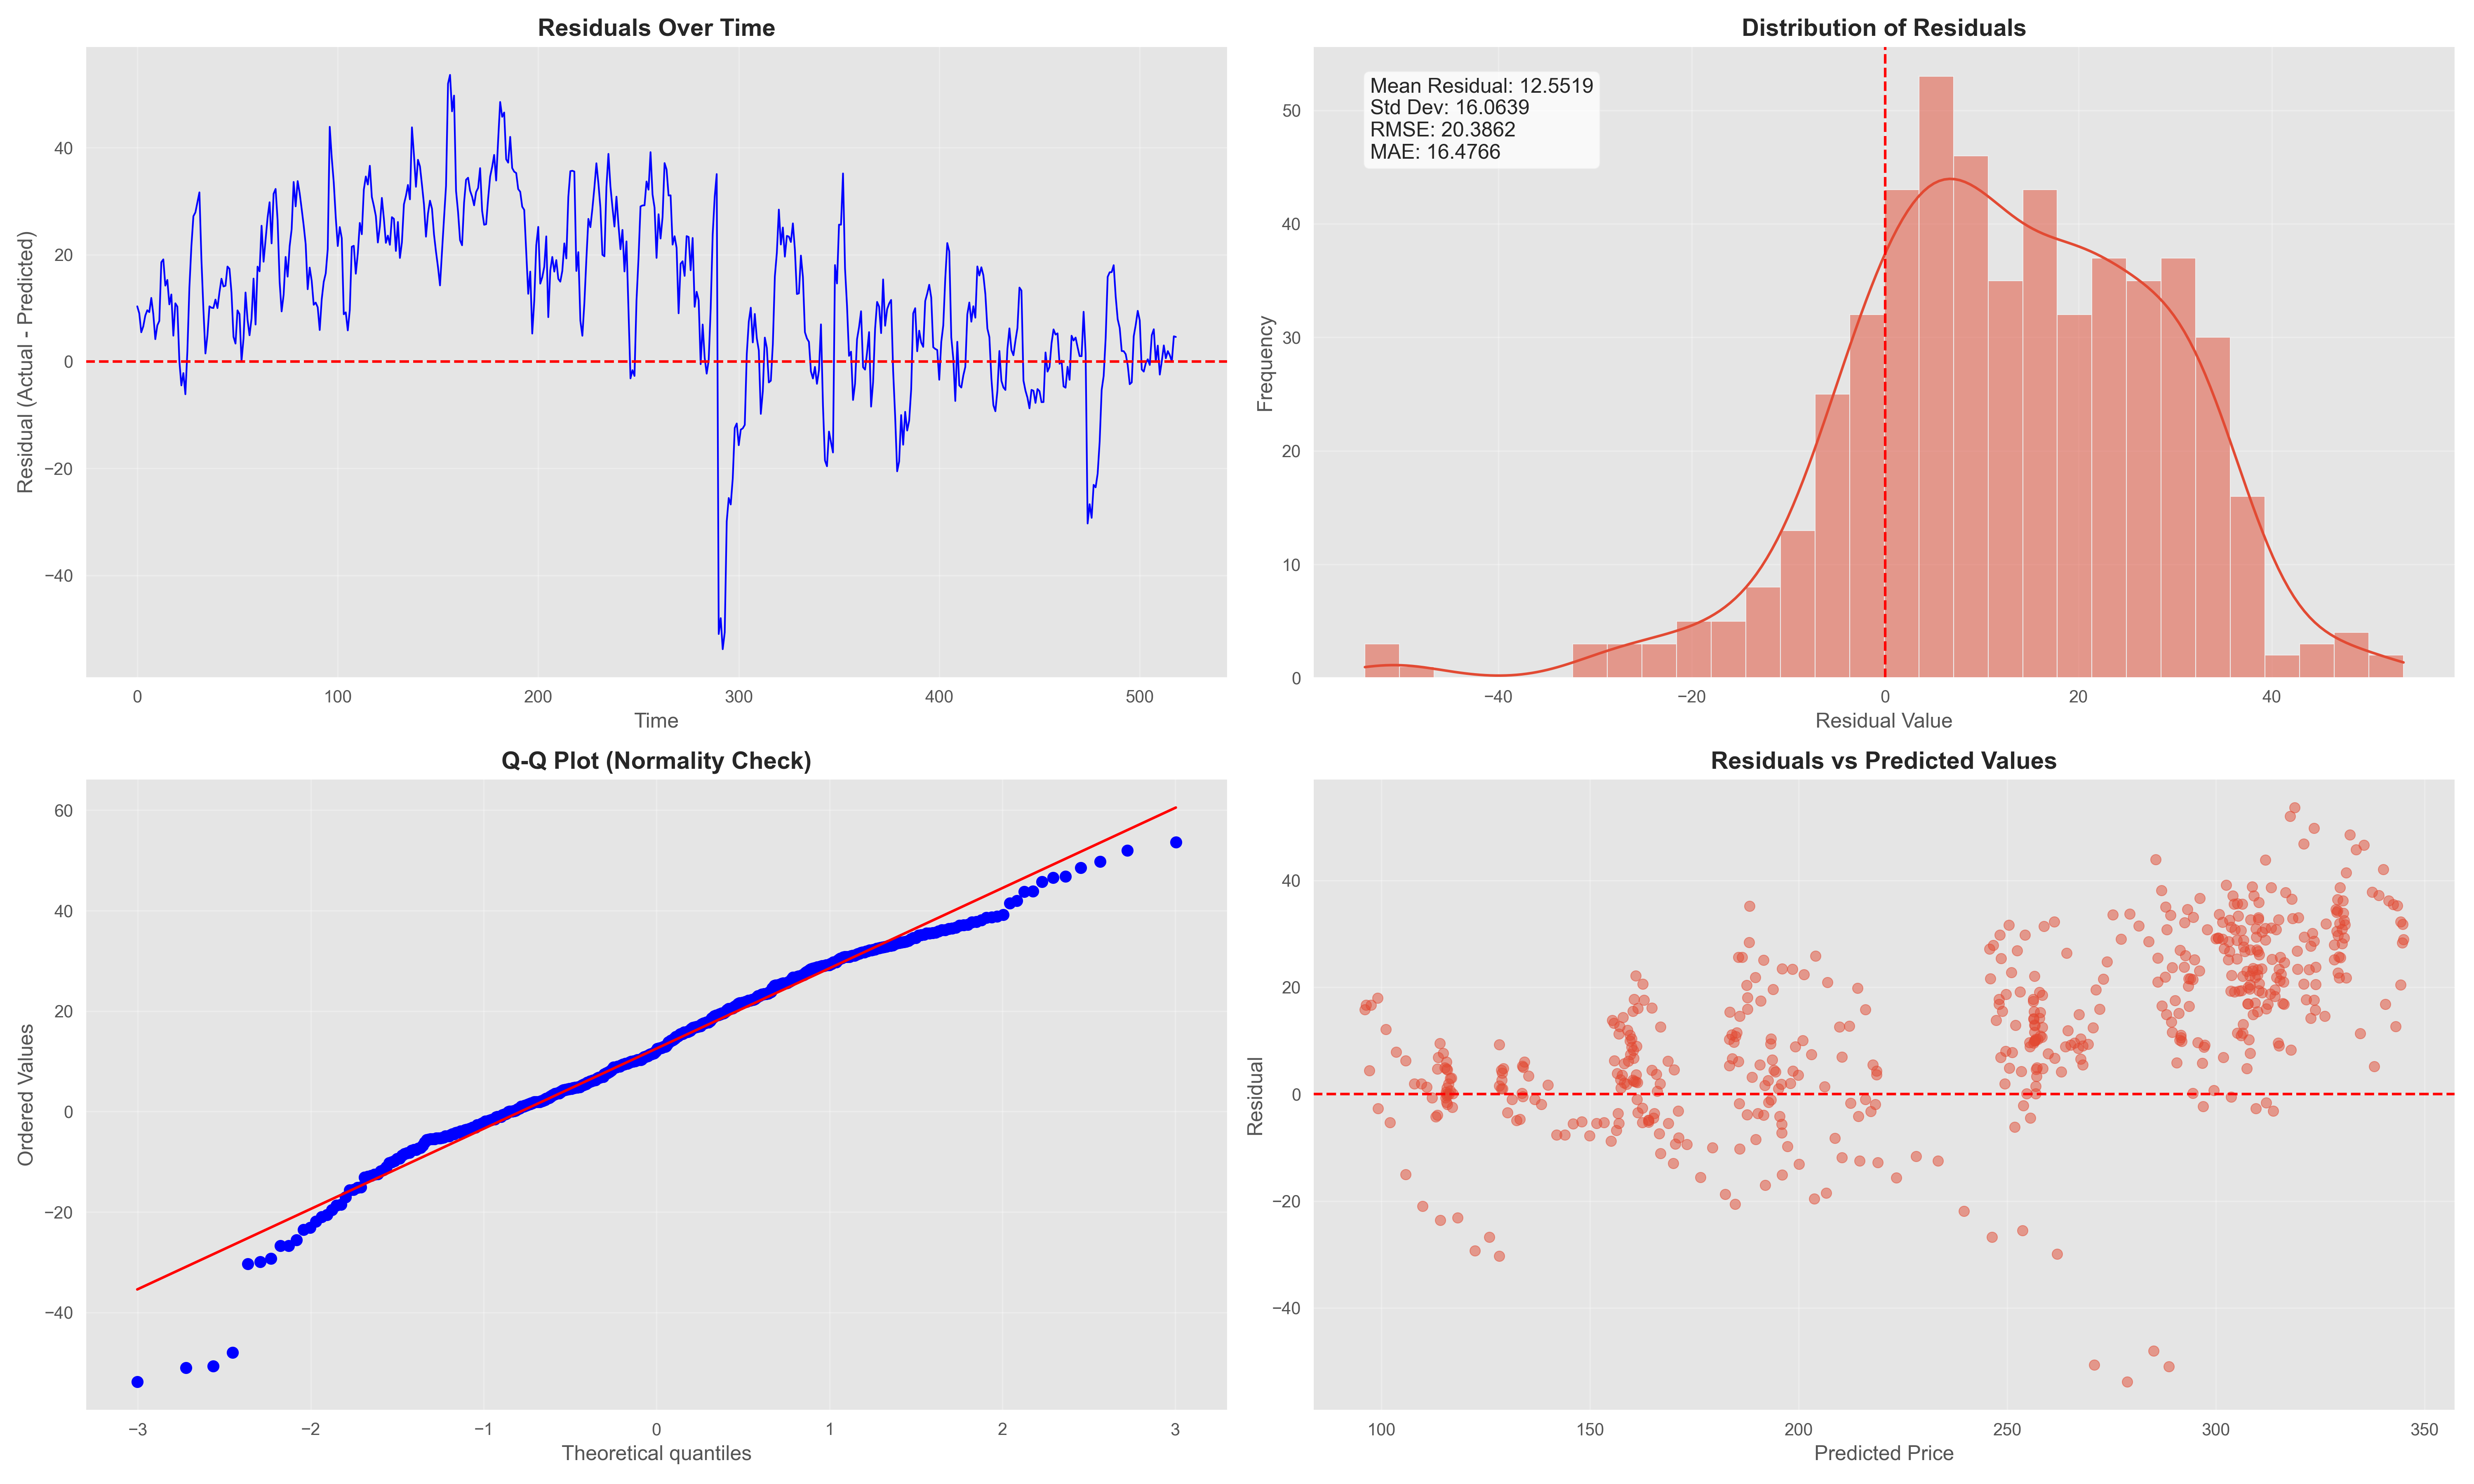 Residuals Over Time
Residual (Actual - Predicted)
40
20
0
−20
−40
0
100
200
300
400
500
Time
Distribution of Residuals
Mean Residual: 12.5519
Std Dev: 16.0639
RMSE: 20.3862
MAE: 16.4766
Frequency
50
40
30
20
10
0
−40
−20
0
20
40
Residual Value
Q-Q Plot (Normality Check)
Ordered Values
60
40
20
0
−20
−40
−3
−2
−1
0
1
2
3
Theoretical quantiles
Residuals vs Predicted Values
Residual
40
20
0
−20
−40
100
150
200
250
300
350
Predicted Price